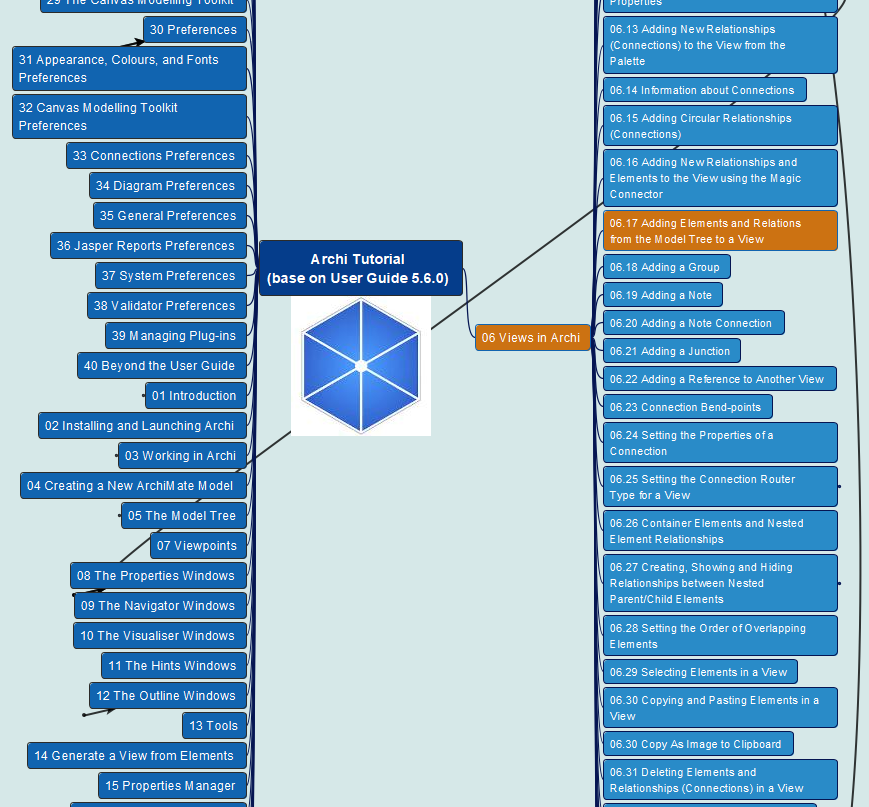 29 The Canvas Modelling Toolkit
30 Preferences
31 Appearance, Colours, and Fonts
Preferences
32 Canvas Modelling Toolkit
Preferences
33 Connections Preferences
34 Diagram Preferences
35 General Preferences
36 Jasper Reports Preferences
37 System Preferences
38 Validator Preferences
39 Managing Plug-ins
40 Beyond the User Guide
01 Introduction
02 Installing and Launching Archi
03 Working in Archi
04 Creating a New ArchiMate Model
05 The Model Tree
07 Viewpoints
08 The Properties Windows
09 The Navigator Windows
10 The Visualiser Windows
11 The Hints Windows
12 The Outline Windows
13 Tools
14 Generate a View from Elements
15 Properties Manager
Archi Tutorial
(base on User Guide 5.6.0)
06 Views in Archi
Properties
06.13 Adding New Relationships
(Connections) to the View from the
Palette
06.14 Information about Connections
06.15 Adding Circular Relationships
(Connections)
06.16 Adding New Relationships and
Elements to the View using the Magic
Connector
06.17 Adding Elements and Relations
from the Model Tree to a View
06.18 Adding a Group
06.19 Adding a Note
06.20 Adding a Note Connection
06.21 Adding a Junction
06.22 Adding a Reference to Another View
06.23 Connection Bend-points
06.24 Setting the Properties of a
Connection
06.25 Setting the Connection Router
Type for a View
06.26 Container Elements and Nested
Element Relationships
06.27 Creating, Showing and Hiding
Relationships between Nested
Parent/Child Elements
06.28 Setting the Order of Overlapping
Elements
06.29 Selecting Elements in a View
06.30 Copying and Pasting Elements in a
View
06.30 Copy As Image to Clipboard
06.31 Deleting Elements and
Relationships (Connections) in a View